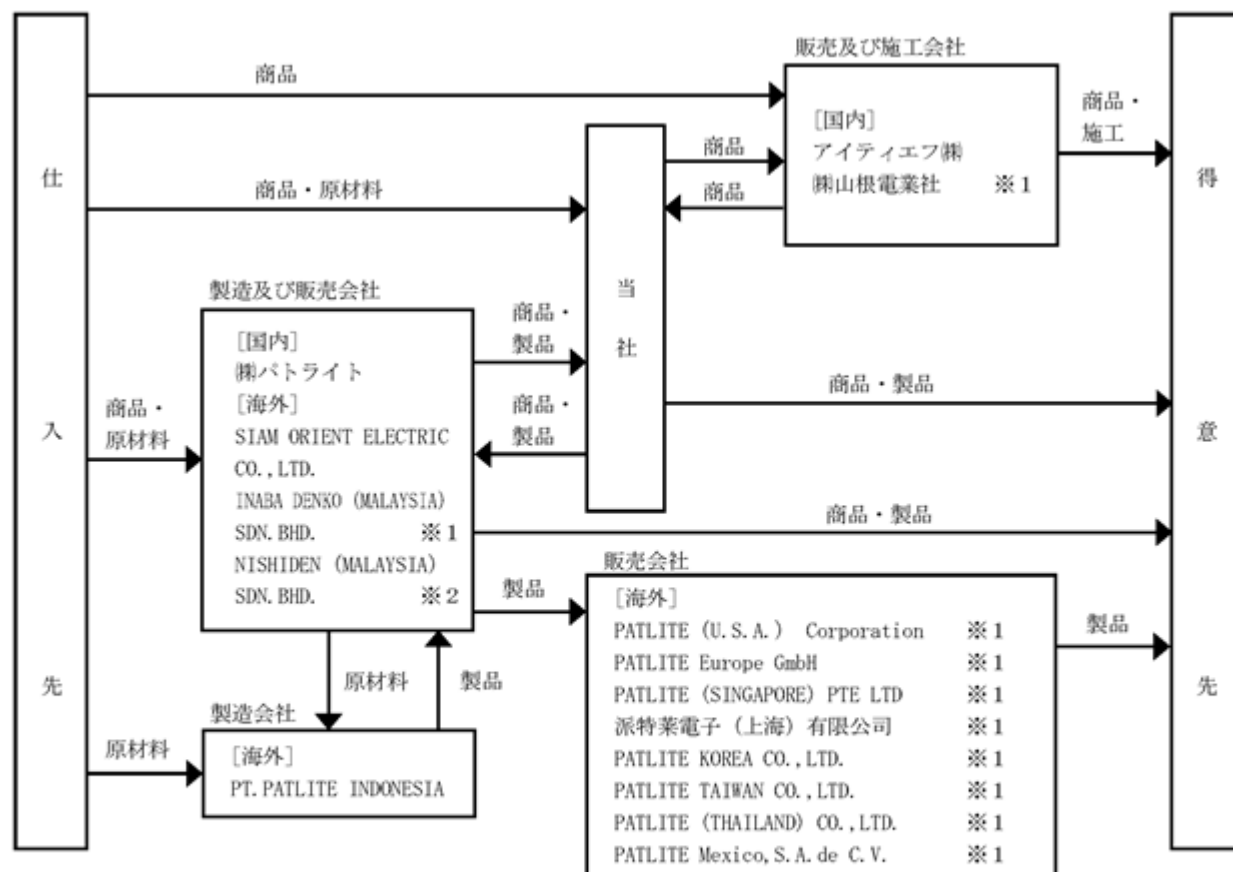 販売及び施工会社
商品
[国内]
アイティエフ㈱
㈱山根電業社 ※1
商品・
施工
商品
商品
仕入先
商品・原材料
当社
得意先
製造及び販売会社
[国内]
㈱パトライト
[海外]
SIAM ORIENT ELECTRIC
CO.,LTD.
INABA DENKO (MALAYSIA)
SDN.BHD. ※1
NISHIDEN (MALAYSIA)
SDN.BHD. ※2
商品・
製品
商品・
製品
商品・
原材料
商品・製品
商品・製品
販売会社
[海外]
PATLITE (U.S.A.) Corporation ※1
PATLITE Europe GmbH ※1
PATLITE (SINGAPORE) PTE LTD ※1
派特莱電子（上海）有限公司 ※1
PATLITE KOREA CO.,LTD. ※1
PATLITE TAIWAN CO.,LTD. ※1
PATLITE (THAILAND) CO.,LTD. ※1
PATLITE Mexico,S.A.de C.V. ※1
製品
製品
原材料
製品
製造会社
[海外]
PT.PATLITE INDONESIA
原材料